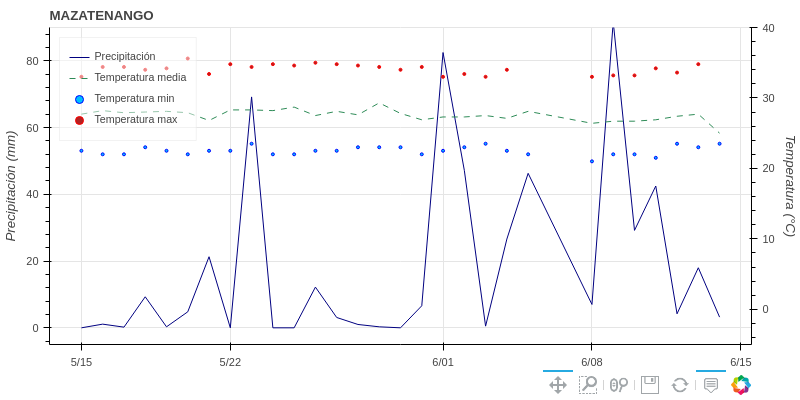 MAZATENANGO
Precipitación
Temperatura media
Temperatura min
Temperatura max
Precipitación (mm)
80
60
40
20
0
Temperatura (°C)
40
30
20
10
0
5/15
5/22
6/01
6/08
6/15